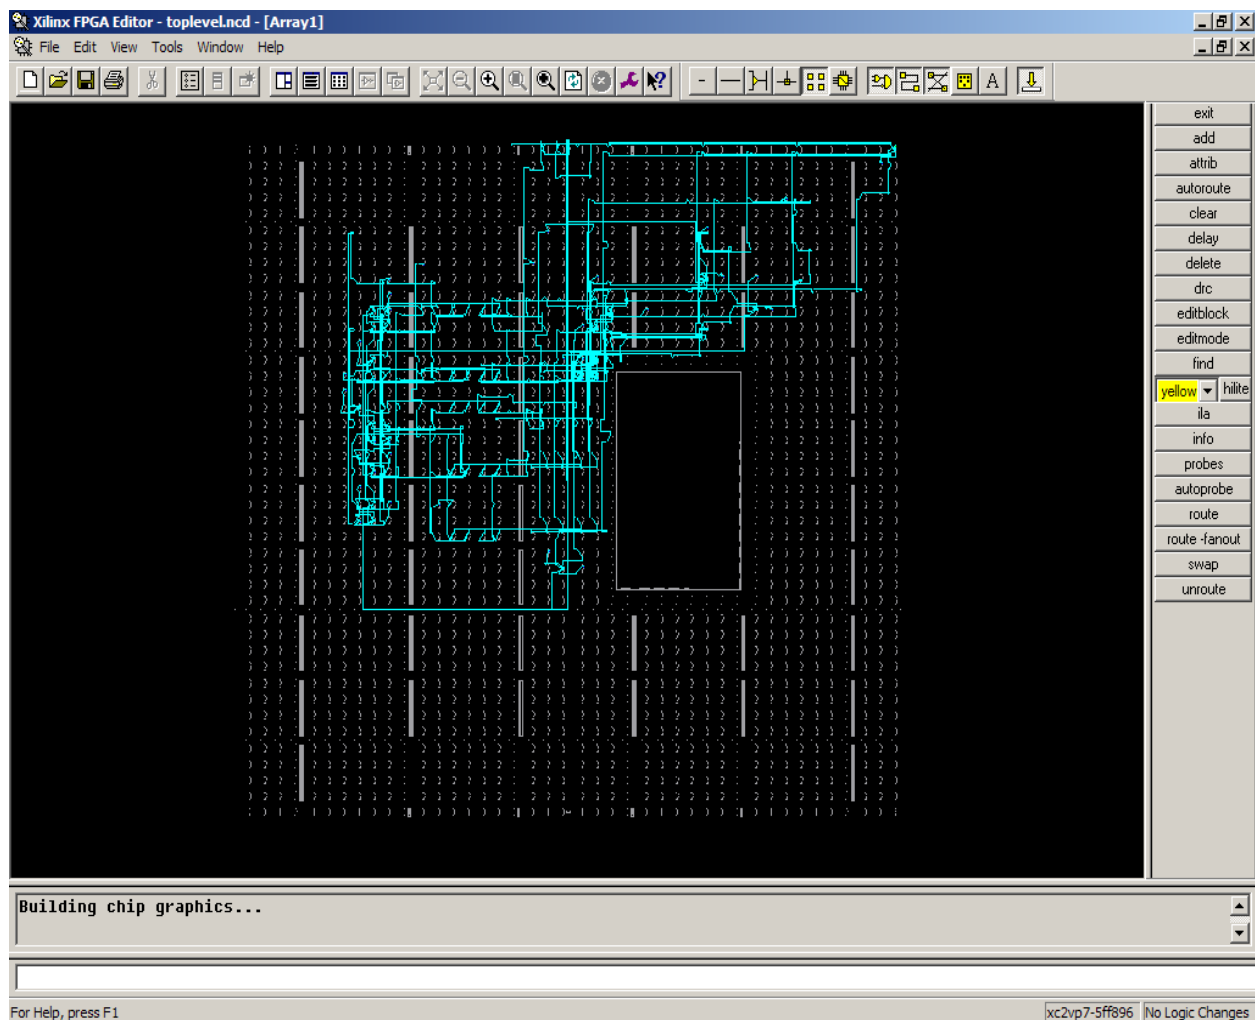 Xilinx FPGA Editor - toplevel.ncd - [Array1]
File Edit View Tools Window Help
A
exit
add
attrib
autoroute
clear
delay
delete
drc
editblock
editmode
find
yellow hilite
ila
info
probes
autoprobe
route
route -fanout
swap
unroute
Building chip graphics...
For Help, press F1
xc2vp7-5ff896 No Logic Changes